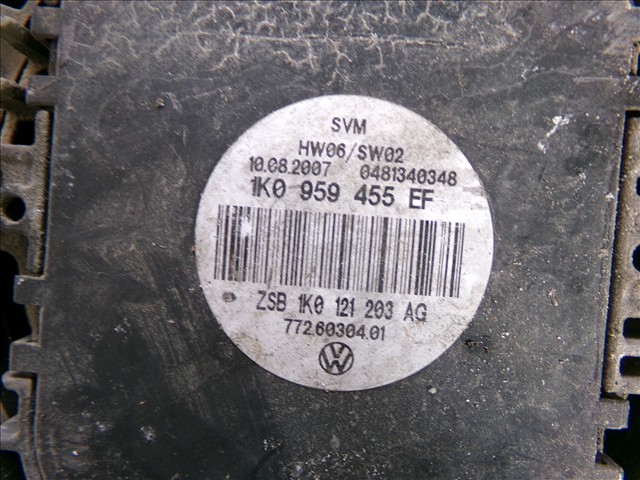 SVM
HW06/SW02
10.08.2007 0481340348
1K0 959 455 EF
ZSB 1K0 121 203 AG
772.60304.01
VW